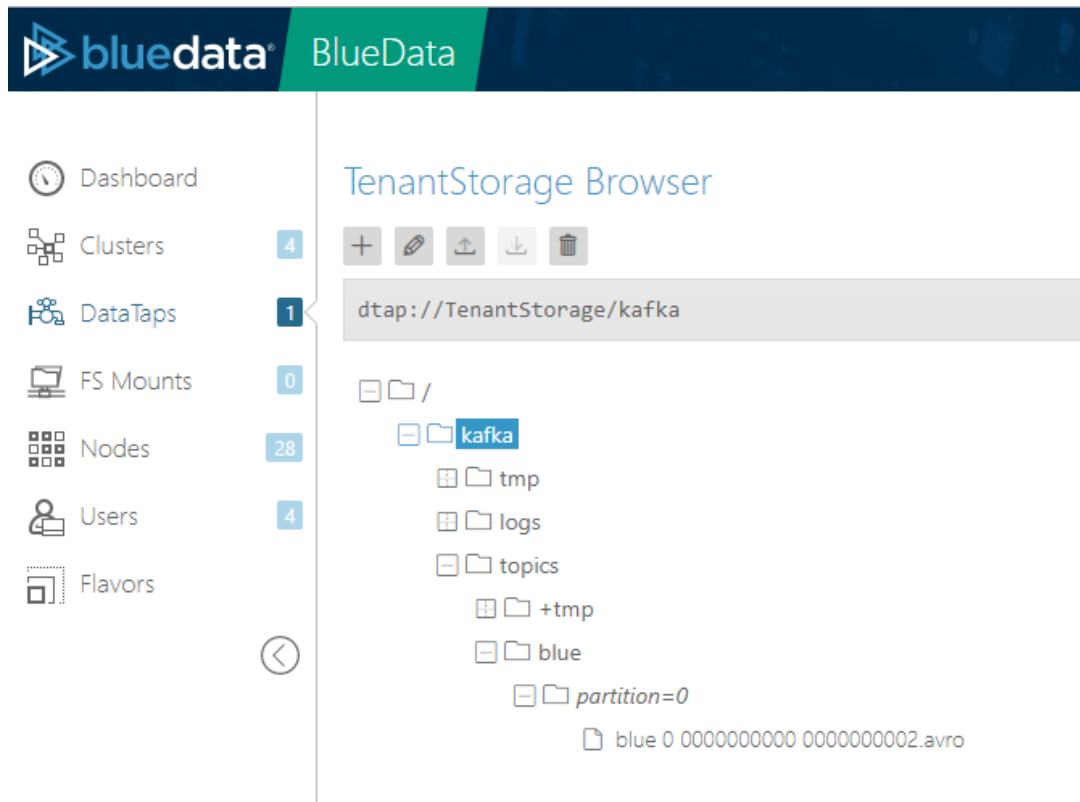 bluedata® BlueData
Dashboard
Clusters 4
DataTaps 1
FS Mounts 0
Nodes 28
Users 4
Flavors
TenantStorage Browser
dtap://TenantStorage/kafka
/
kafka
tmp
logs
topics
+tmp
blue
partition=0
blue 0 0000000000 0000000002.avro